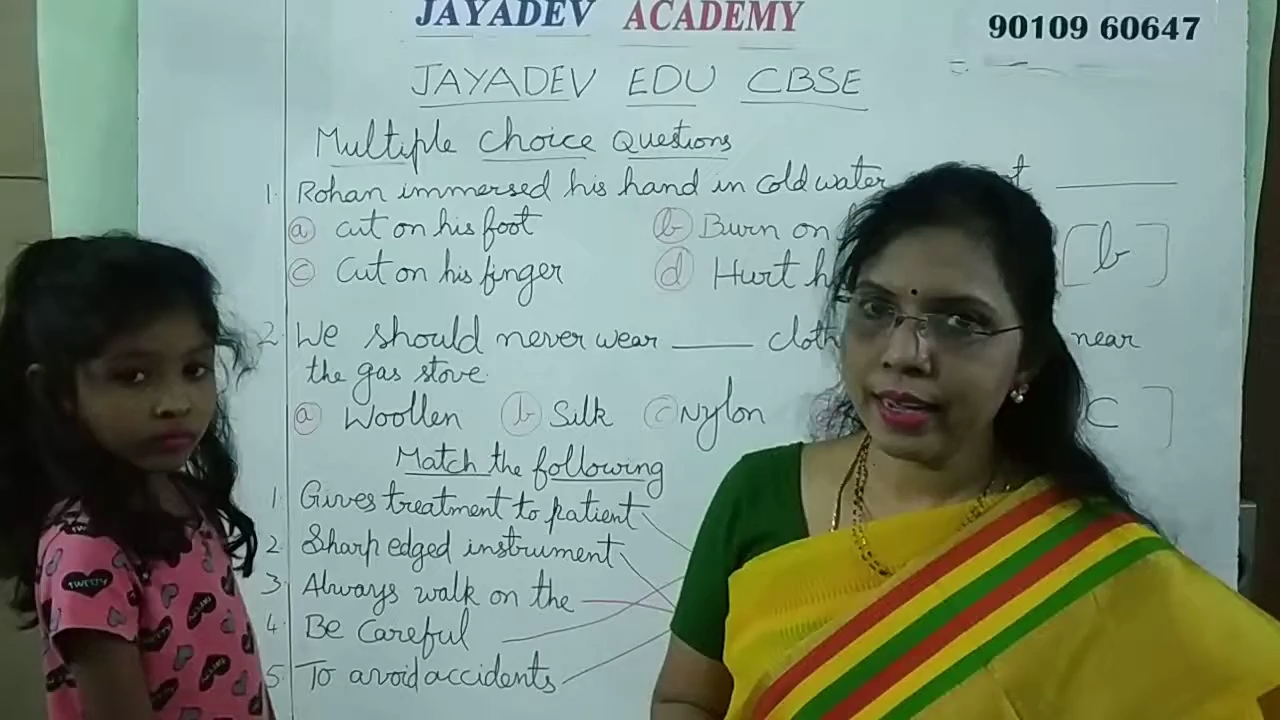 JAYADEV ACADEMY
90109 60647
JAYADEV EDU CBSE
Multiple Choice Questions
1. Rohan immersed his hand in cold water
a cut on his foot b Burn on
c Cut on his finger d Hurt [b]
2. We should never wear ____ near
the gas stove.
a Woollen b Silk c Nylon C ]
Match the following
1. Gives treatment to patient
2. Sharp edged instrument
3. Always walk on the
4. Be Careful
5. To avoid accidents
TWEETY